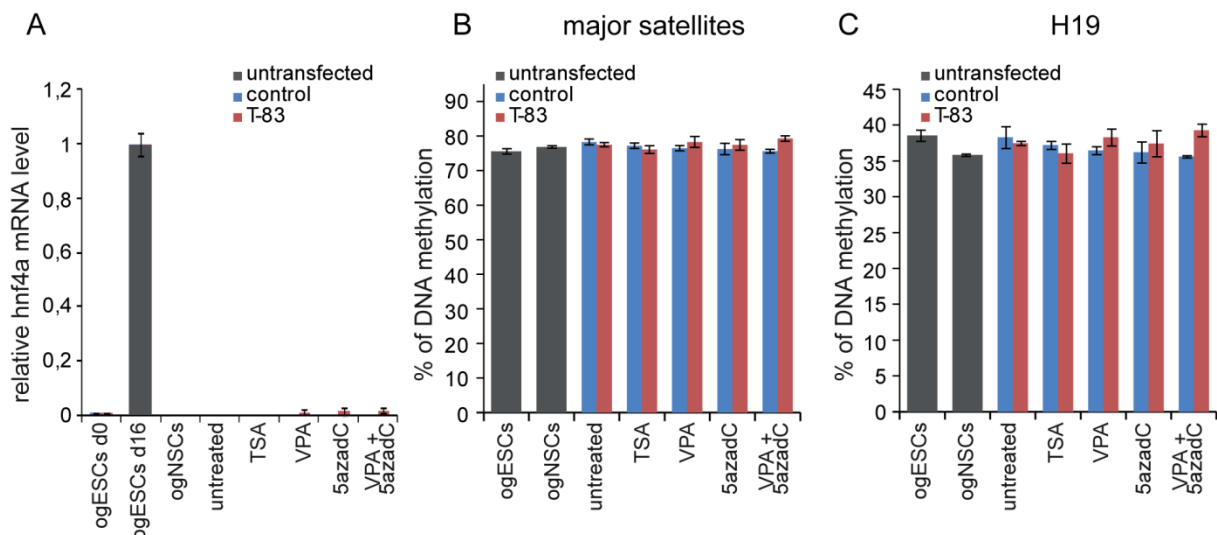 A
untransfected
control
T-83
relative hnf4a mRNA level
1,2
1
0,8
0,6
0,4
0,2
0
ogESCs d0
ogESCs d16
ogNSCs
untreated
TSA
VPA
5azadC
VPA +
5azadC
B
major satellites
untransfected
control
T-83
% of DNA methylation
90
80
70
60
50
40
30
20
10
0
ogESCs
ogNSCs
untreated
TSA
VPA
5azadC
VPA +
5azadC
C
H19
untransfected
control
T-83
% of DNA methylation
45
40
35
30
25
20
15
10
5
0
ogESCs
ogNSCs
untreated
TSA
VPA
5azadC
VPA +
5azadC